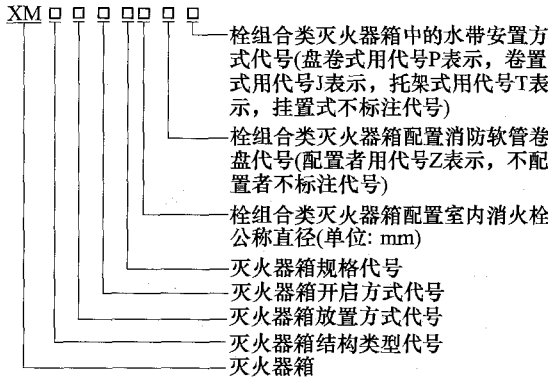 XM□□□□□□□
栓组合类灭火器箱中的水带安置方
式代号(盘卷式用代号P表示，卷置
式用代号J表示，托架式用代号T表
示，挂置式不标注代号)
栓组合类灭火器箱配置消防软管卷
盘代号(配置者用代号Z表示，不配
置者不标注代号)
栓组合类灭火器箱配置室内消火栓
公称直径(单位: mm)
灭火器箱规格代号
灭火器箱开启方式代号
灭火器箱放置方式代号
灭火器箱结构类型代号
灭火器箱